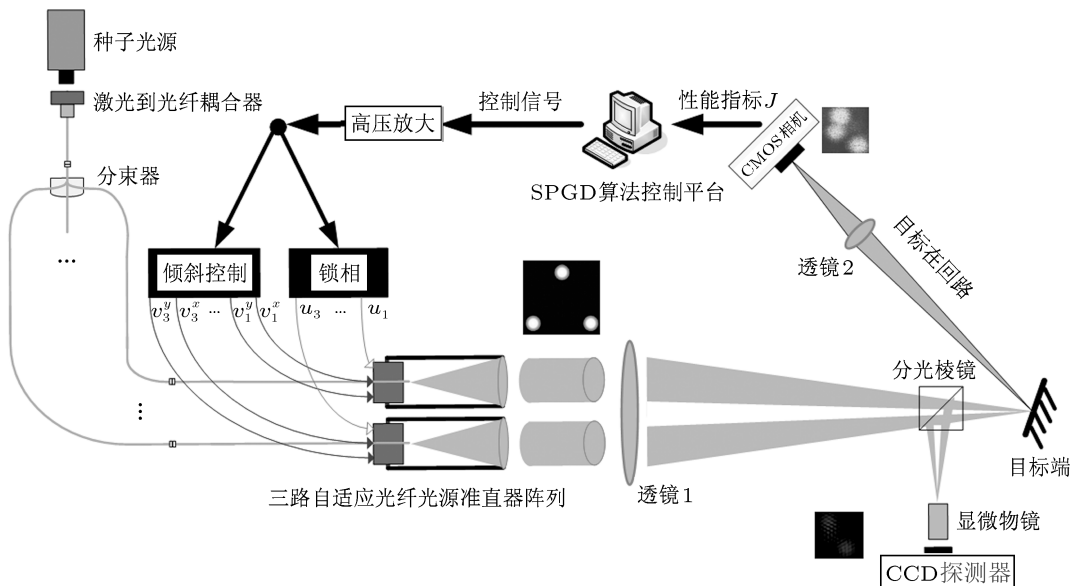 种子光源
激光到光纤耦合器
分束器
...
控制信号
性能指标J
高压放大
CMOS相机
SPGD算法控制平台
倾斜控制
锁相
透镜2
目标在回路
v₃ʸ v₃ˣ ... v₁ʸ v₁ˣ
u₃ ... u₁
分光棱镜
...
目标端
三路自适应光纤光源准直器阵列
透镜1
显微物镜
CCD探测器